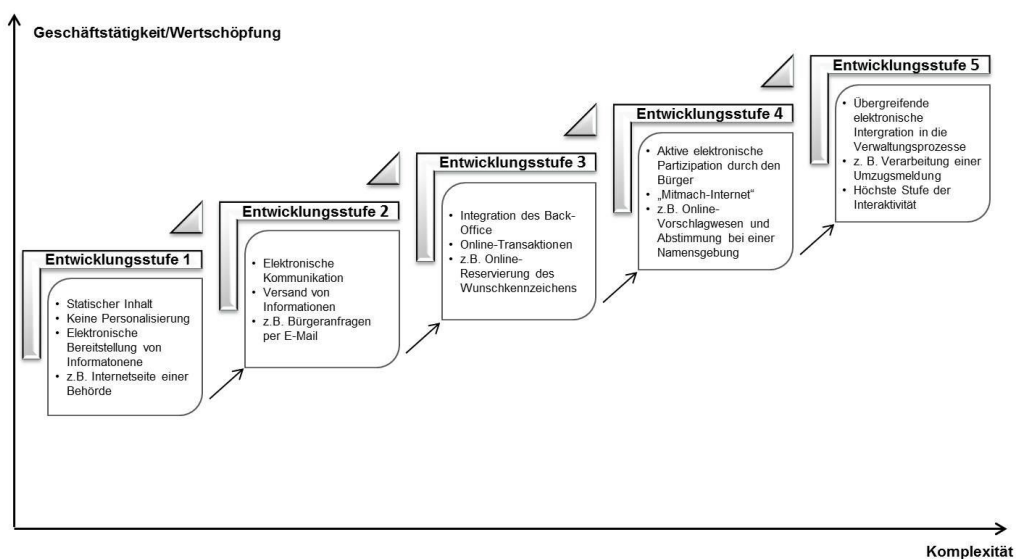 Geschäftstätigkeit/Wertschöpfung
Entwicklungsstufe 1
• Statischer Inhalt
• Keine Personalisierung
• Elektronische
Bereitstellung von
Informatonene
• z.B. Internetseite einer
Behörde
Entwicklungsstufe 2
• Elektronische
Kommunikation
• Versand von
Informationen
• z.B. Bürgeranfragen
per E-Mail
Entwicklungsstufe 3
• Integration des Back-
Office
• Online-Transaktionen
• z.B. Online-
Reservierung des
Wunschkennzeichens
Entwicklungsstufe 4
• Aktive elektronische
Partizipation durch den
Bürger
• „Mitmach-Internet“
• z.B. Online-
Vorschlagwesen und
Abstimmung bei einer
Namensgebung
Entwicklungsstufe 5
• Übergreifende
elektronische
Intergration in die
Verwaltungsprozesse
• z. B. Verarbeitung einer
Umzugsmeldung
• Höchste Stufe der
Interaktivität
Komplexität